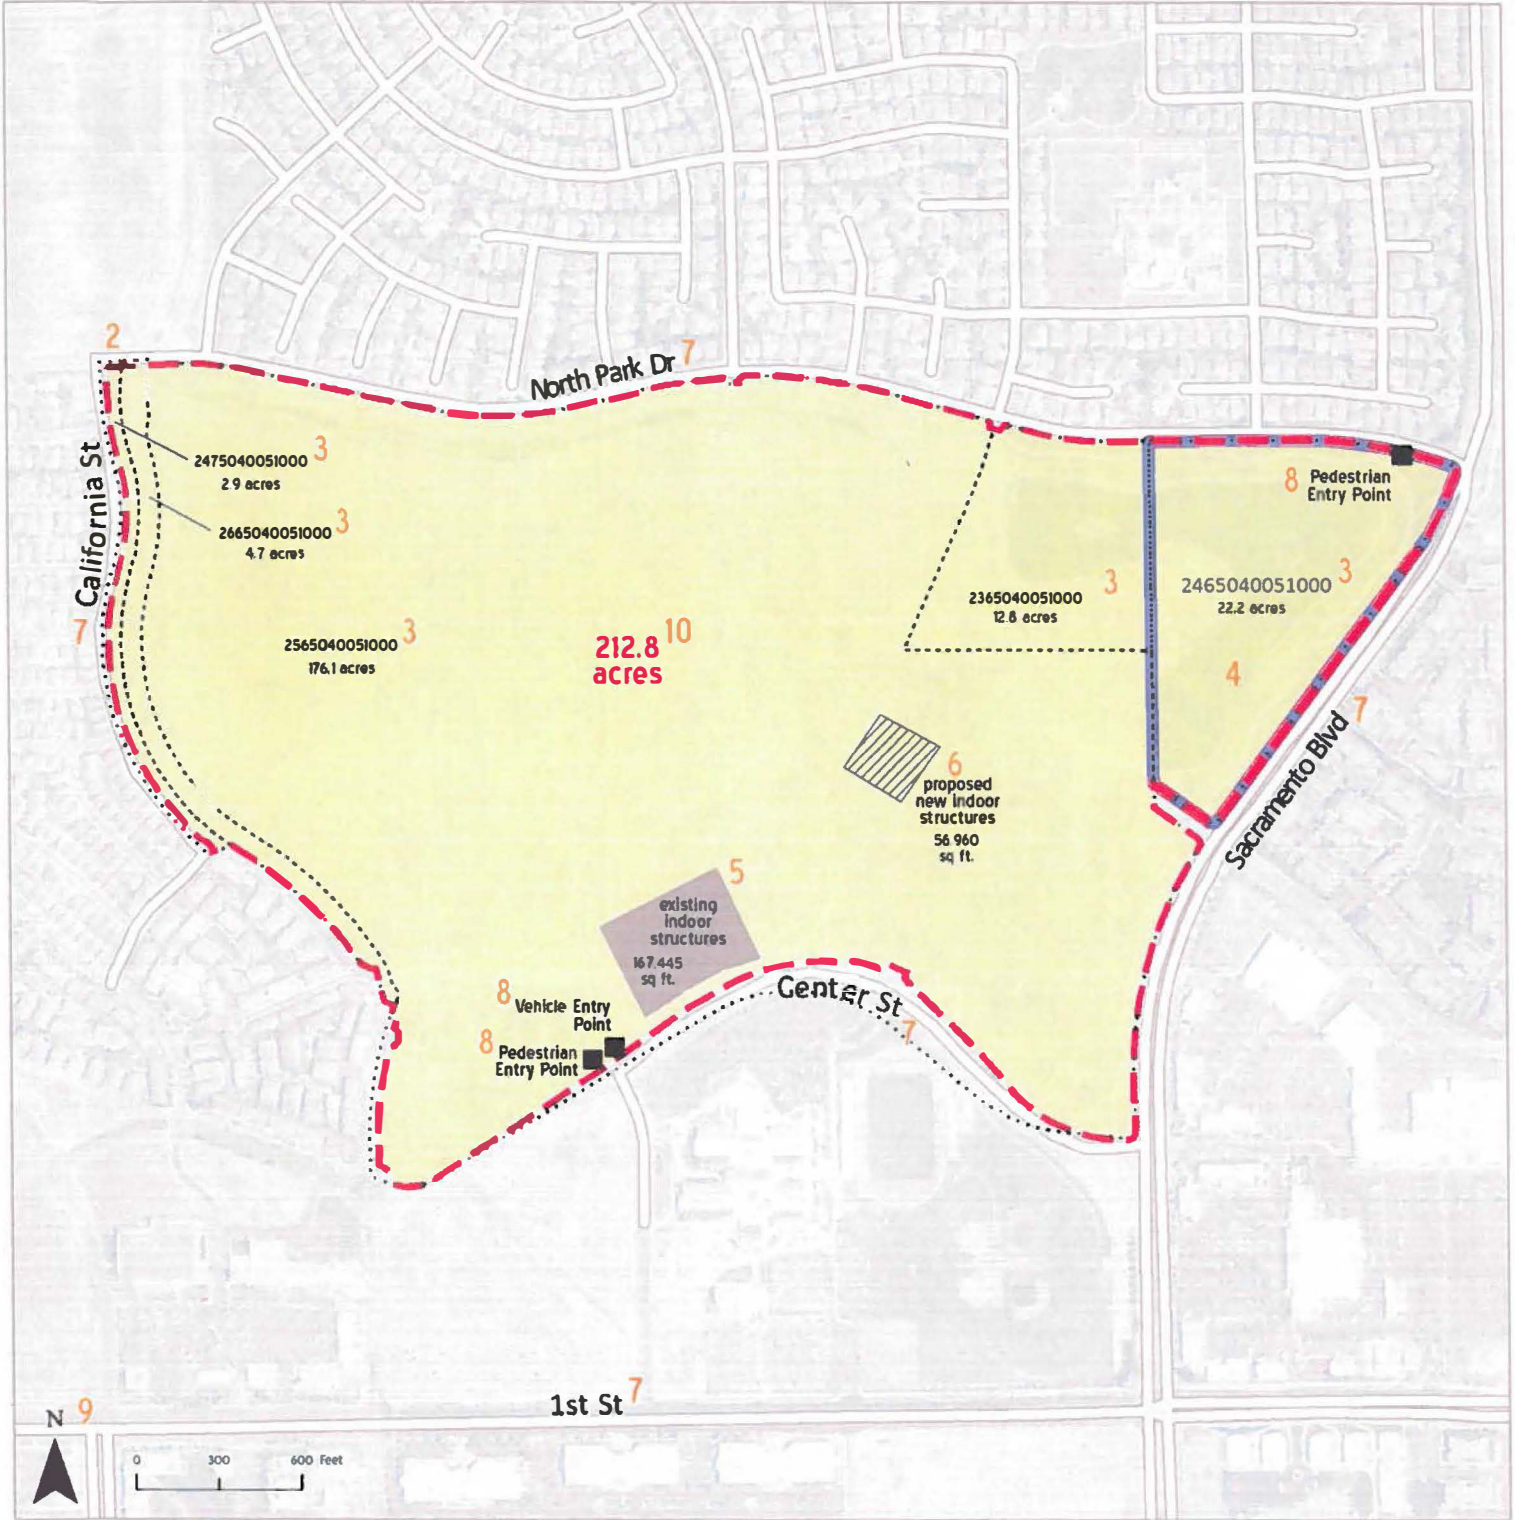 2
North Park Dr 7
California St
7
2475040051000 3
2.9 acres
2665040051000 3
4.7 acres
2565040051000 3
176.1 acres
212.8 10
acres
2365040051000 3
12.8 acres
8 Pedestrian
Entry Point
2465040051000 3
22.2 acres
4
7
Sacramento Blvd
6
proposed
new indoor
structures
56 960
sq ft.
5
existing
indoor
structures
167.445
sq ft.
8 Vehicle Entry
Point
8 Pedestrian
Entry Point
Center St
7
1st St 7
N 9
0 300 600 Feet